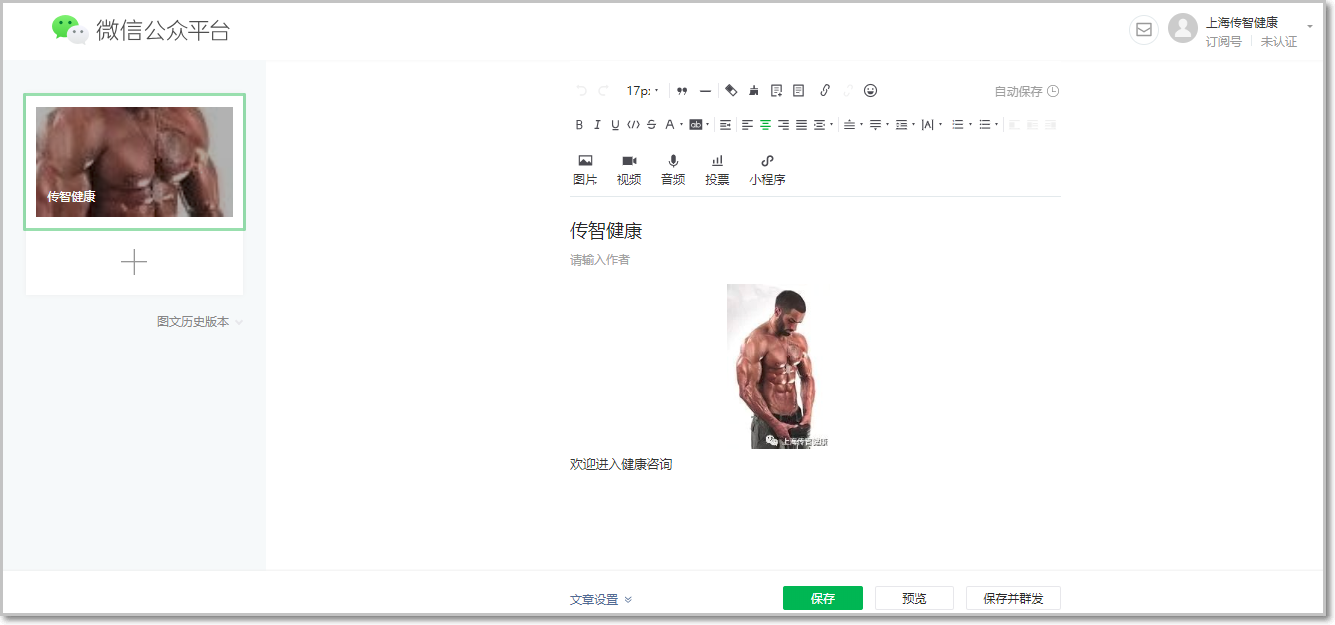 微信公众平台
上海传智健康
订阅号 未认证
传智健康
图文历史版本
17p:
自动保存
B I U S A ab
图片 视频 音频 投票 小程序
传智健康
请输入作者
上海传智健康
欢迎进入健康咨询
文章设置
保存 预览 保存并群发